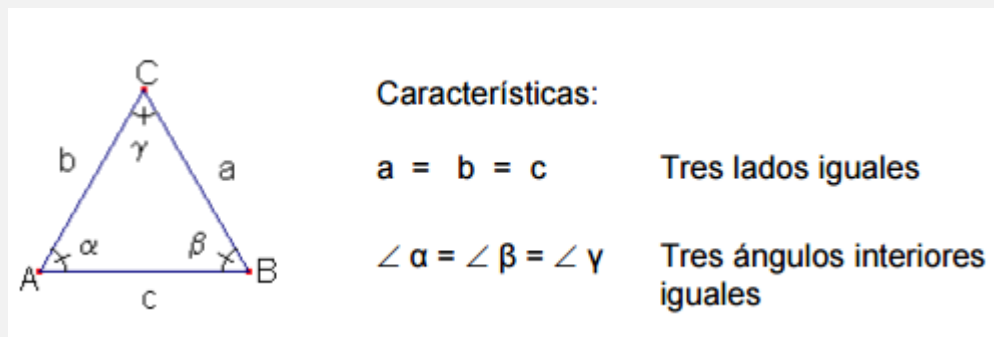 C
Características:
b
γ
a
a = b = c
Tres lados iguales
α
β
∠ α = ∠ β = ∠ γ
Tres ángulos interiores
iguales
A
B
c